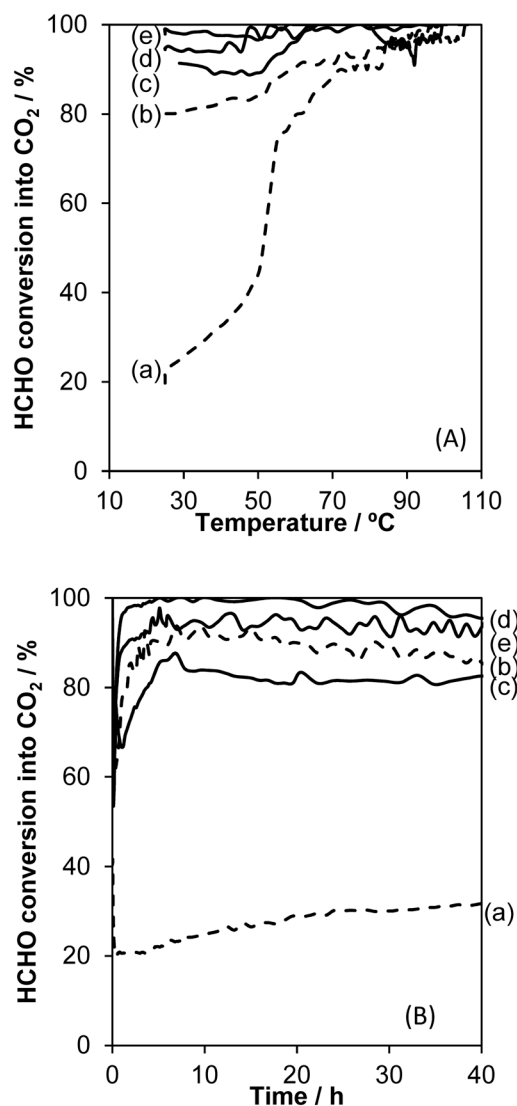 HCHO conversion into CO2 / %
100
80
60
40
20
0
(e)
(d)
(c)
(b)
(a)
(A)
10 30 50 70 90 110
Temperature / ºC
HCHO conversion into CO2 / %
100
80
60
40
20
0
(d)
(e)
(b)
(c)
(a)
(B)
0 10 20 30 40
Time / h